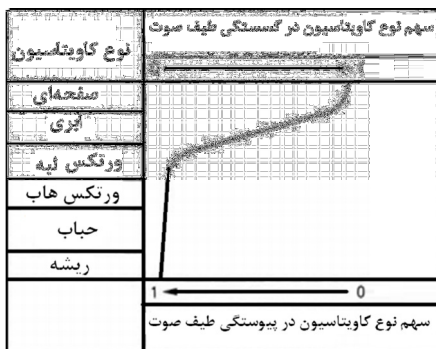 سهم نوع کاویتاسیون در گسستگی طیف صوت
نوع کاویتاسیون
صفحه‌ای
ابری
ورتکس لبه
ورتکس هاب
حباب
ریشه
1 0
سهم نوع کاویتاسیون در پیوستگی طیف صوت